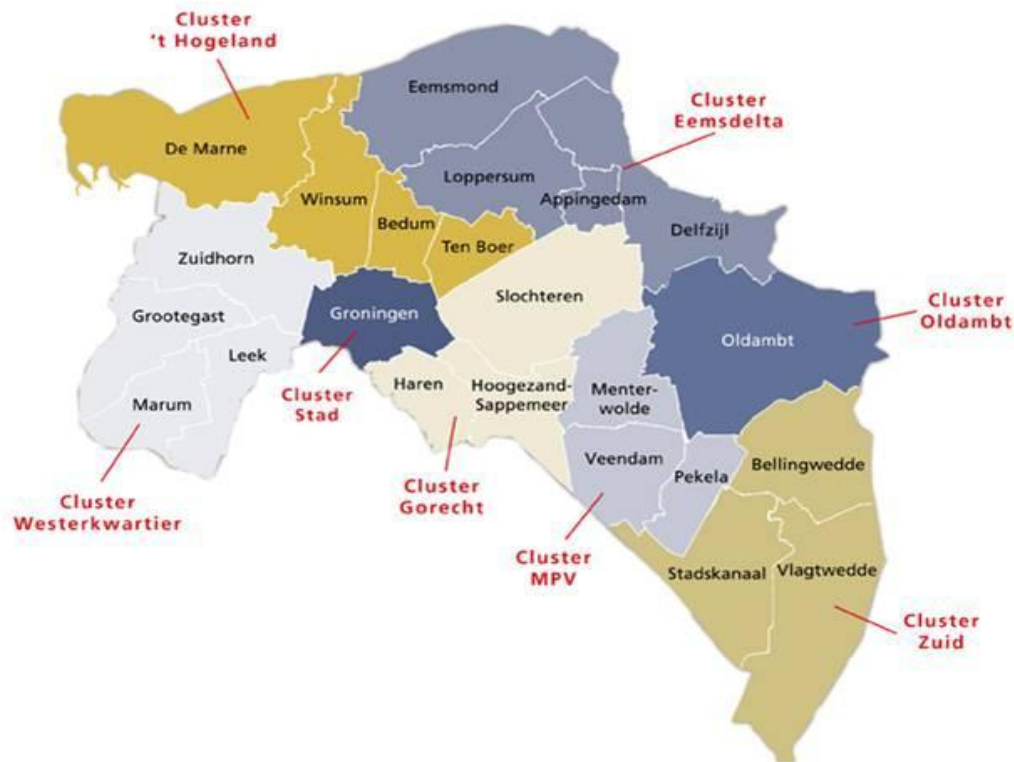 Cluster
't Hogeland
Eemsmond
Cluster
Eemsdelta
De Marne
Loppersum
Winsum
Appingedam
Bedum
Delfzijl
Ten Boer
Zuidhorn
Slochteren
Cluster
Oldambt
Grootegast
Groningen
Oldambt
Leek
Cluster
Stad
Haren
Hoogezand-
Sappemeer
Menter-
wolde
Marum
Veendam
Bellingwedde
Pekela
Cluster
Westerkwartier
Cluster
Gorecht
Cluster
MPV
Stadskanaal
Vlagtwedde
Cluster
Zuid